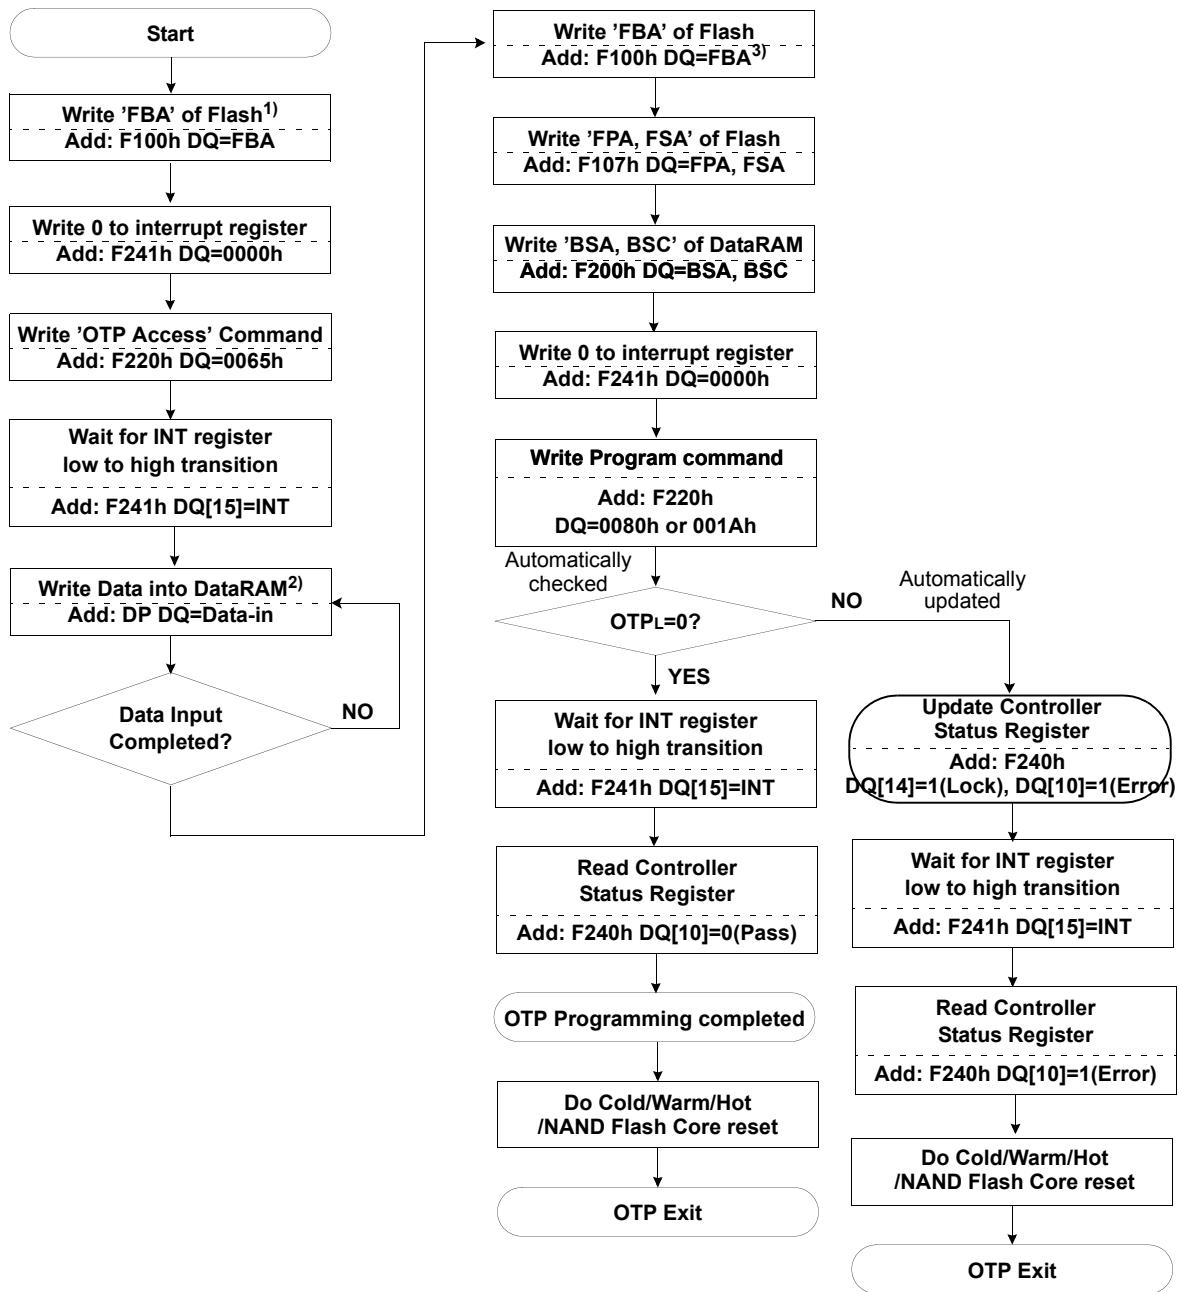 Start
Write ’FBA’ of Flash1)
Add: F100h DQ=FBA
Write 0 to interrupt register
Add: F241h DQ=0000h
Write ’OTP Access’ Command
Add: F220h DQ=0065h
Wait for INT register
low to high transition
Add: F241h DQ[15]=INT
Write Data into DataRAM2)
Add: DP DQ=Data-in
Data Input
Completed?
NO
Write ’FBA’ of Flash
Add: F100h DQ=FBA3)
Write ’FPA, FSA’ of Flash
Add: F107h DQ=FPA, FSA
Write ’BSA, BSC’ of DataRAM
Add: F200h DQ=BSA, BSC
Write 0 to interrupt register
Add: F241h DQ=0000h
Write Program command
Add: F220h
DQ=0080h or 001Ah
Automatically
checked
OTPL=0?
NO
Automatically
updated
YES
Wait for INT register
low to high transition
Add: F241h DQ[15]=INT
Read Controller
Status Register
Add: F240h DQ[10]=0(Pass)
OTP Programming completed
Do Cold/Warm/Hot
/NAND Flash Core reset
OTP Exit
Update Controller
Status Register
Add: F240h
DQ[14]=1(Lock), DQ[10]=1(Error)
Wait for INT register
low to high transition
Add: F241h DQ[15]=INT
Read Controller
Status Register
Add: F240h DQ[10]=1(Error)
Do Cold/Warm/Hot
/NAND Flash Core reset
OTP Exit